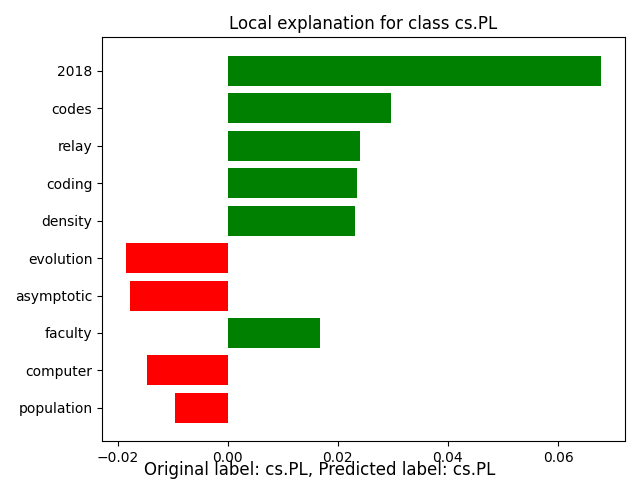 Local explanation for class cs.PL
2018
codes
relay
coding
density
evolution
asymptotic
faculty
computer
population
−0.02 0.00 0.02 0.04 0.06
Original label: cs.PL, Predicted label: cs.PL